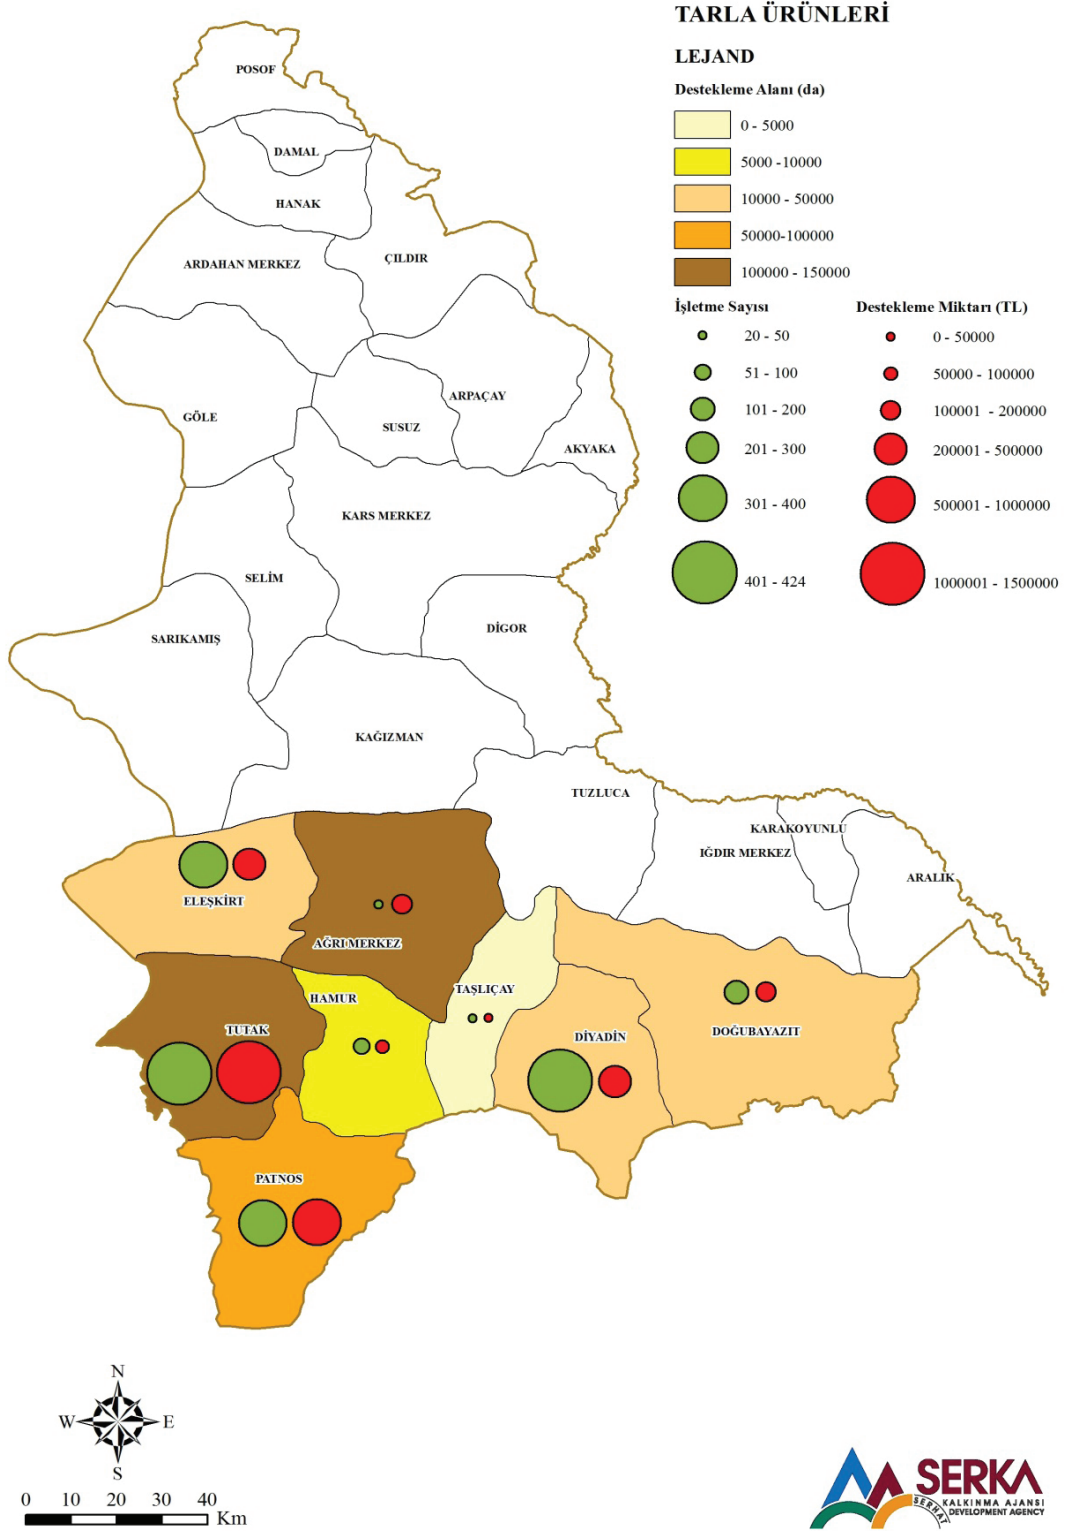 TARLA ÜRÜNLERİ
LEJAND
Destekleme Alanı (da)
0 - 5000
5000 -10000
10000 - 50000
50000-100000
100000 - 150000
İşletme Sayısı
20 - 50
51 - 100
101 - 200
201 - 300
301 - 400
401 - 424
Destekleme Miktarı (TL)
0 - 50000
50000 - 100000
100001 - 200000
200001 - 500000
500001 - 1000000
1000001 - 1500000
POSOF
DAMAL
HANAK
ARDAHAN MERKEZ
ÇILDIR
GÖLE
SUSUZ
ARPAÇAY
AKYAKA
KARS MERKEZ
SELİM
SARIKAMIŞ
DİGOR
KAĞIZMAN
TUZLUCA
KARAKOYUNLU
IĞDIR MERKEZ
ARALIK
ELEŞKİRT
AĞRI MERKEZ
TAŞLIÇAY
HAMUR
TUTAK
DİYADİN
DOĞUBAYAZIT
PATNOS
N
W
E
S
0 10 20 30 40
Km
SERKA
KALKINMA AJANSI
DEVELOPMENT AGENCY
SERHAT